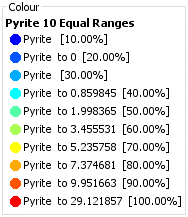 Colour
Pyrite 10 Equal Ranges
Pyrite [10.00%]
Pyrite to 0 [20.00%]
Pyrite [30.00%]
Pyrite to 0.859845 [40.00%]
Pyrite to 1.998365 [50.00%]
Pyrite to 3.455531 [60.00%]
Pyrite to 5.235758 [70.00%]
Pyrite to 7.374681 [80.00%]
Pyrite to 9.951663 [90.00%]
Pyrite to 29.121857 [100.00%]